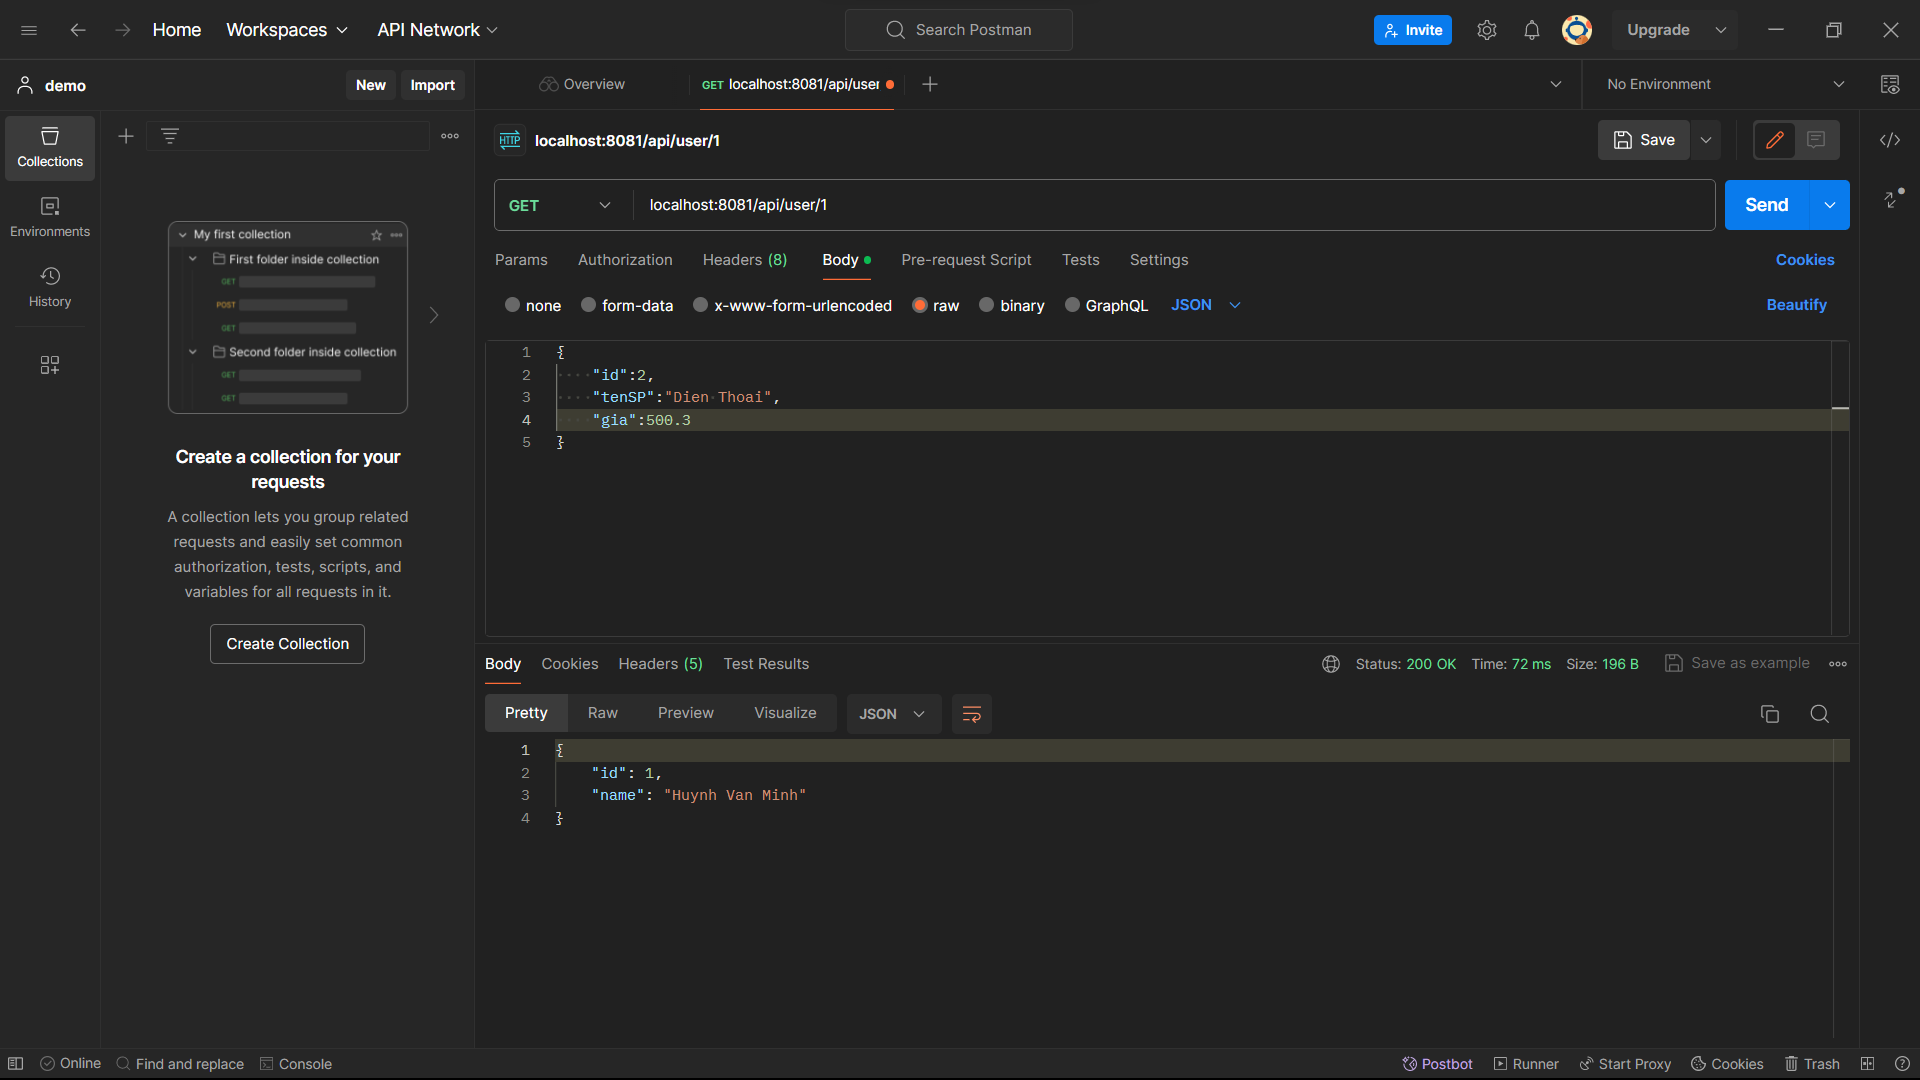 Home Workspaces API Network Search Postman Invite Upgrade
demo New Import Overview GET localhost:8081/api/user No Environment
Collections
Environments
History
My first collection
First folder inside collection
GET
POST
GET
Second folder inside collection
GET
GET
Create a collection for your
requests
A collection lets you group related
requests and easily set common
authorization, tests, scripts, and
variables for all requests in it.
Create Collection
HTTP localhost:8081/api/user/1 Save
GET localhost:8081/api/user/1 Send
Params Authorization Headers (8) Body Pre-request Script Tests Settings Cookies
none form-data x-www-form-urlencoded raw binary GraphQL JSON Beautify
1 {
2 "id":2,
3 "tenSP":"Dien Thoai",
4 "gia":500.3
5 }
Body Cookies Headers (5) Test Results Status: 200 OK Time: 72 ms Size: 196 B Save as example
Pretty Raw Preview Visualize JSON
1 {
2 "id": 1,
3 "name": "Huynh Van Minh"
4 }
Online Find and replace Console Postbot Runner Start Proxy Cookies Trash